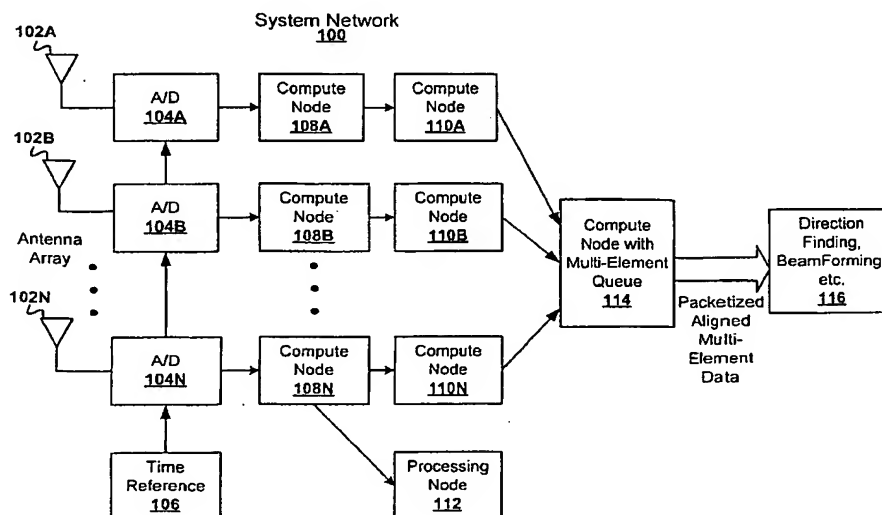 System Network
100
102A
A/D
104A
Compute
Node
108A
Compute
Node
110A
102B
A/D
104B
Compute
Node
108B
Compute
Node
110B
Antenna
Array
Compute
Node with
Multi-Element
Queue
114
Packetized
Aligned
Multi-
Element
Data
Direction
Finding,
BeamForming
etc.
116
102N
A/D
104N
Compute
Node
108N
Compute
Node
110N
Time
Reference
106
Processing
Node
112